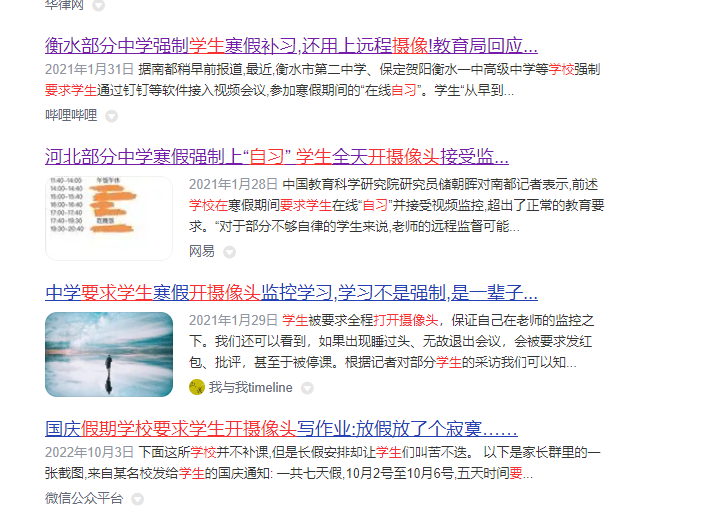 华律网
衡水部分中学强制学生寒假补习,还用上远程摄像!教育局回应...
2021年1月31日 据南都稍早前报道,最近,衡水市第二中学、保定贺阳衡水一中高级中学等学校强制
要求学生通过钉钉等软件接入视频会议,参加寒假期间的“在线自习”。学生“从早到...
哔哩哔哩
河北部分中学寒假强制上“自习” 学生全天开摄像头接受监...
11:40-14:00 午饭午休
14:00-14:40
15:00-15:40
16:00-16:40
17:00-17:40
17:40-19:30
19:30-20:40
2021年1月28日 中国教育科学研究院研究员储朝晖对南都记者表示,前述
学校在寒假期间要求学生在线“自习”并接受视频监控,超出了正常的教育要
求。“对于部分不够自律的学生来说,老师的远程监督可能...
网易
中学要求学生寒假开摄像头监控学习,学习不是强制,是一辈子...
2021年1月29日 学生被要求全程打开摄像头，保证自己在老师的监控之
下。我们还可以看到，如果出现睡过头、无故退出会议，会被要求发红
包、批评，甚至于被停课。根据记者对部分学生的采访我们可以知...
我与我timeline
国庆假期学校要求学生开摄像头写作业:放假放了个寂寞……
2022年10月3日 下面这所学校并不补课,但是长假安排却让学生们叫苦不迭。 以下是家长群里的一
张截图,来自某名校发给学生的国庆通知: 一共七天假,10月2号至10月6号,五天时间要...
微信公众平台